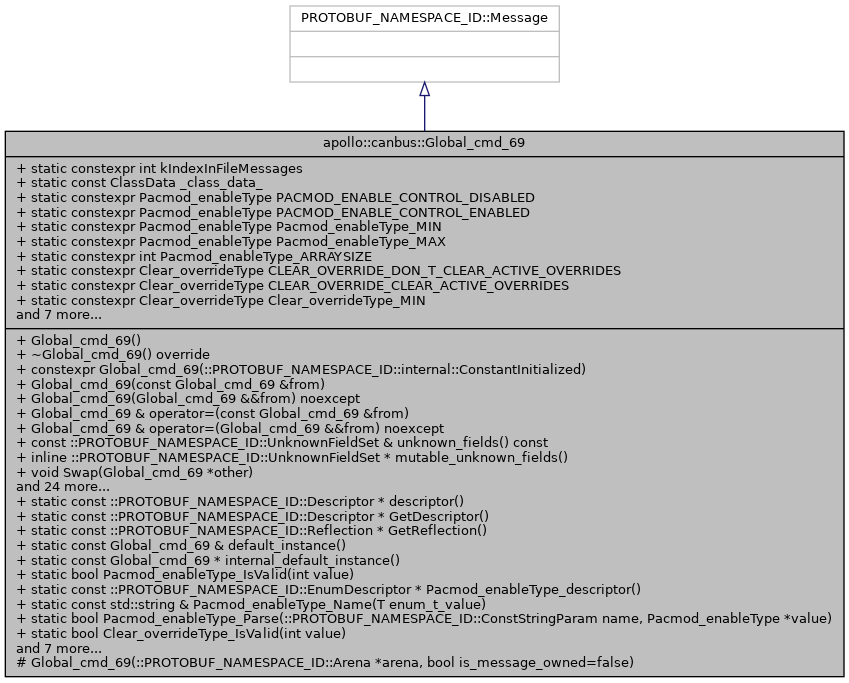 PROTOBUF_NAMESPACE_ID::Message
apollo::canbus::Global_cmd_69
+ static constexpr int kIndexInFileMessages
+ static const ClassData _class_data_
+ static constexpr Pacmod_enableType PACMOD_ENABLE_CONTROL_DISABLED
+ static constexpr Pacmod_enableType PACMOD_ENABLE_CONTROL_ENABLED
+ static constexpr Pacmod_enableType Pacmod_enableType_MIN
+ static constexpr Pacmod_enableType Pacmod_enableType_MAX
+ static constexpr int Pacmod_enableType_ARRAYSIZE
+ static constexpr Clear_overrideType CLEAR_OVERRIDE_DON_T_CLEAR_ACTIVE_OVERRIDES
+ static constexpr Clear_overrideType CLEAR_OVERRIDE_CLEAR_ACTIVE_OVERRIDES
+ static constexpr Clear_overrideType Clear_overrideType_MIN
and 7 more...
+ Global_cmd_69()
+ ~Global_cmd_69() override
+ constexpr Global_cmd_69(::PROTOBUF_NAMESPACE_ID::internal::ConstantInitialized)
+ Global_cmd_69(const Global_cmd_69 &from)
+ Global_cmd_69(Global_cmd_69 &&from) noexcept
+ Global_cmd_69 & operator=(const Global_cmd_69 &from)
+ Global_cmd_69 & operator=(Global_cmd_69 &&from) noexcept
+ const ::PROTOBUF_NAMESPACE_ID::UnknownFieldSet & unknown_fields() const
+ inline ::PROTOBUF_NAMESPACE_ID::UnknownFieldSet * mutable_unknown_fields()
+ void Swap(Global_cmd_69 *other)
and 24 more...
+ static const ::PROTOBUF_NAMESPACE_ID::Descriptor * descriptor()
+ static const ::PROTOBUF_NAMESPACE_ID::Descriptor * GetDescriptor()
+ static const ::PROTOBUF_NAMESPACE_ID::Reflection * GetReflection()
+ static const Global_cmd_69 & default_instance()
+ static const Global_cmd_69 * internal_default_instance()
+ static bool Pacmod_enableType_IsValid(int value)
+ static const ::PROTOBUF_NAMESPACE_ID::EnumDescriptor * Pacmod_enableType_descriptor()
+ static const std::string & Pacmod_enableType_Name(T enum_t_value)
+ static bool Pacmod_enableType_Parse(::PROTOBUF_NAMESPACE_ID::ConstStringParam name, Pacmod_enableType *value)
+ static bool Clear_overrideType_IsValid(int value)
and 7 more...
# Global_cmd_69(::PROTOBUF_NAMESPACE_ID::Arena *arena, bool is_message_owned=false)